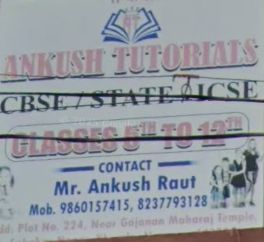 ANKUSH TUTORIALS
CBSE / STATE / ICSE
CLASSES 5TH TO 12TH
CONTACT
Mr. Ankush Raut
Mob. 9860157415, 8237793128
Add. Plot No. 224, Near Gajanan Maharaj Temple,